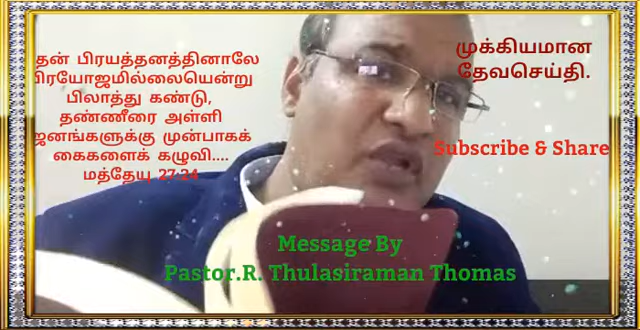 தன் பிரயத்தனத்தினாலே
பிரயோஜமில்லையென்று
பிலாத்து கண்டு,
தண்ணீரை அள்ளி
ஜனங்களுக்கு முன்பாகக்
கைகளைக் கழுவி....
மத்தேயு 27:24
முக்கியமான
தேவசெய்தி.
Subscribe & Share
Message By
Pastor.R. Thulasiraman Thomas